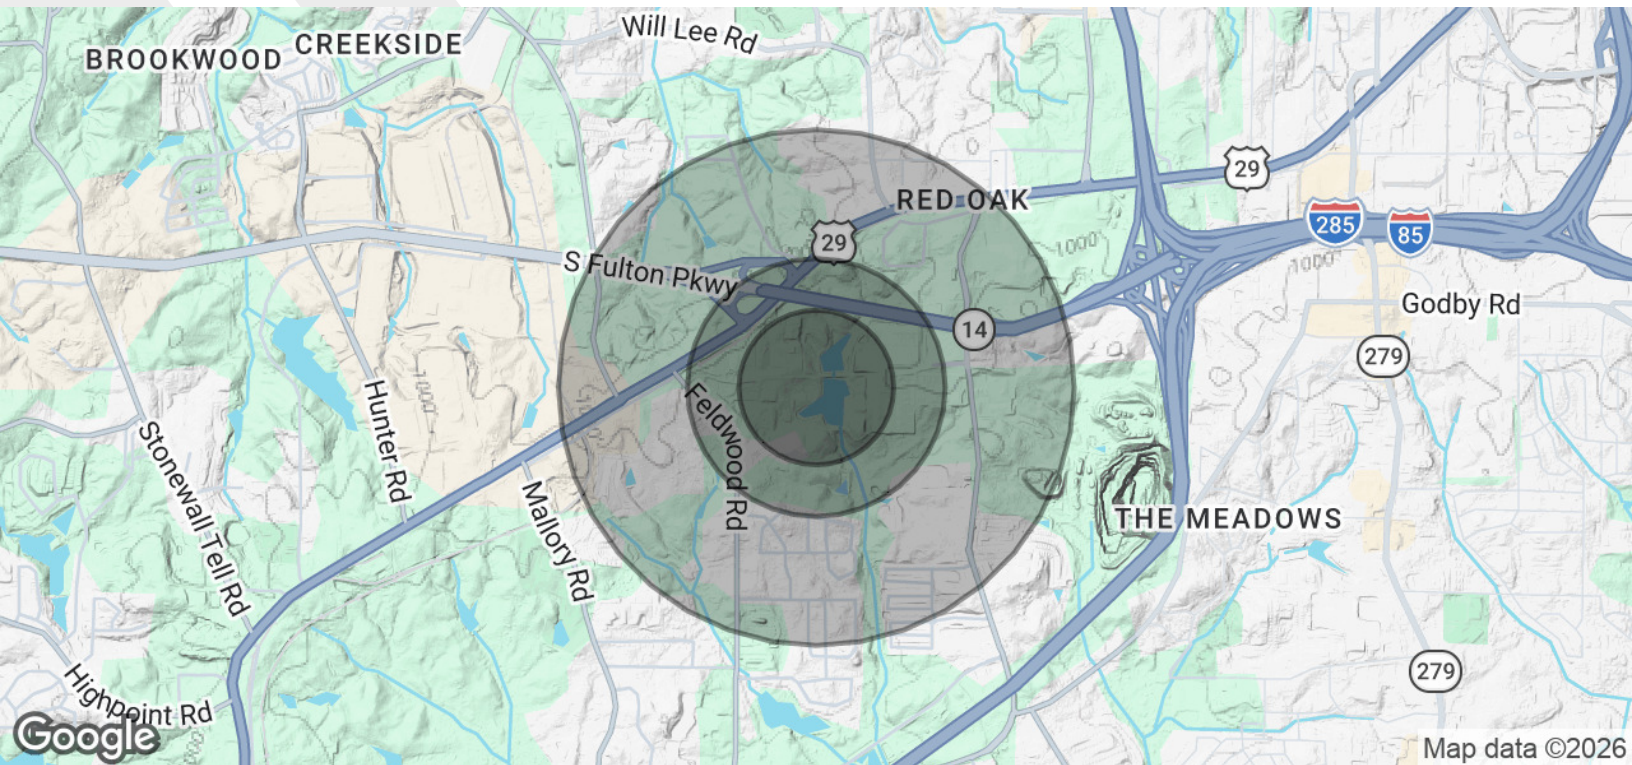 Will Lee Rd
CREEKSIDE
BROOKWOOD
29
RED OAK
285
85
29
1000
1000
S Fulton Pkwy
Godby Rd
14
279
1000
Hunter Rd
Feldwood Rd
Stonewall Tell Rd
Mallory Rd
THE MEADOWS
279
Highpoint Rd
Google
Map data ©2026